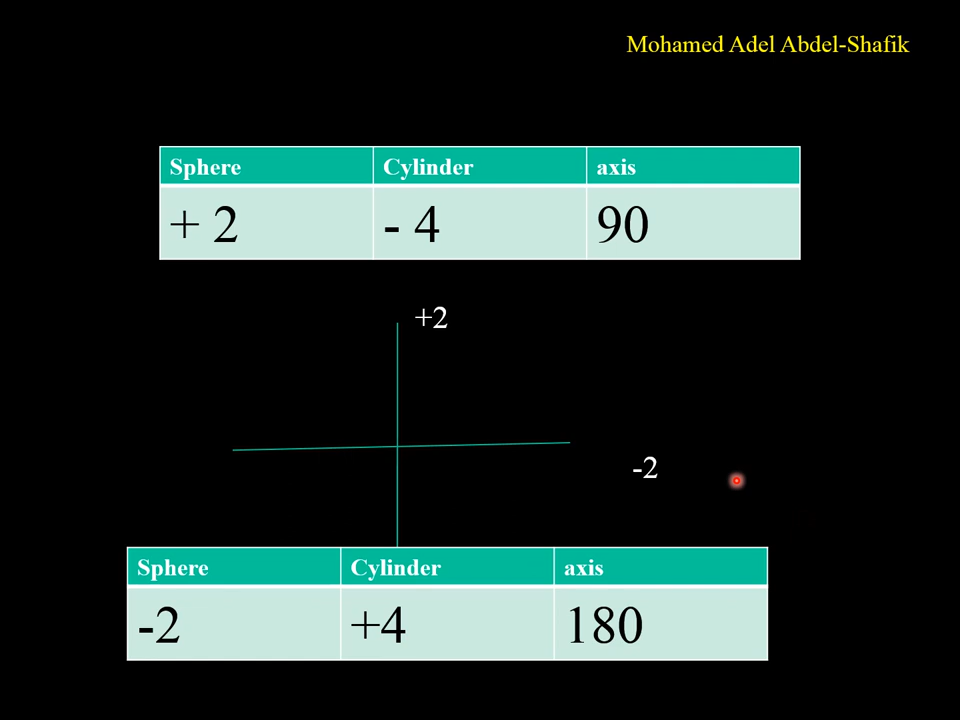 Mohamed Adel Abdel-Shafik
Sphere Cylinder axis
+ 2 - 4 90
+2
-2
Sphere Cylinder axis
-2 +4 180